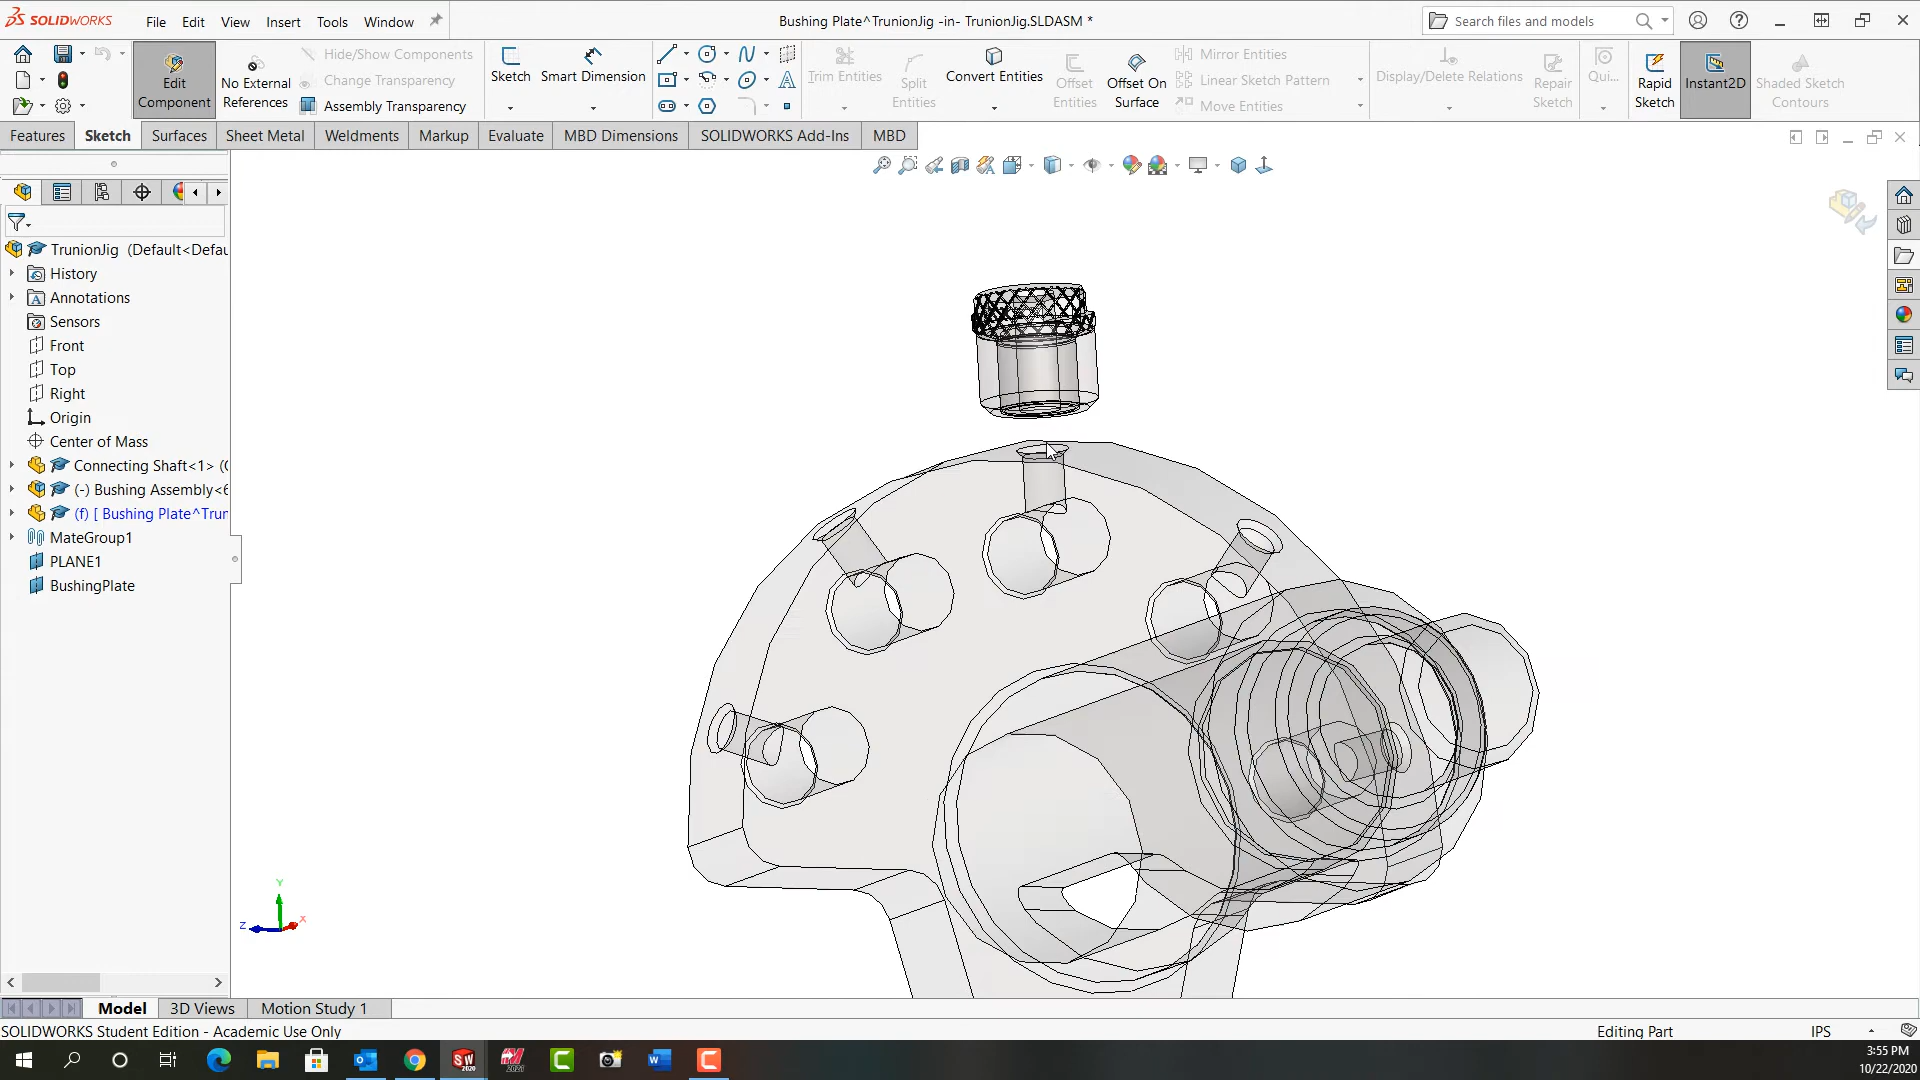 SOLIDWORKS
File Edit View Insert Tools Window
Bushing Plate^TrunionJig -in- TrunionJig.SLDASM *
Search files and models
Edit Component
No External References
Hide/Show Components
Change Transparency
Assembly Transparency
Sketch
Smart Dimension
Trim Entities
Split Entities
Convert Entities
Offset Entities
Offset On Surface
Mirror Entities
Linear Sketch Pattern
Move Entities
Display/Delete Relations
Repair Sketch
Qui...
Rapid Sketch
Instant2D
Shaded Sketch Contours
Features Sketch Surfaces Sheet Metal Weldments Markup Evaluate MBD Dimensions SOLIDWORKS Add-Ins MBD
TrunionJig (Default<Defau
History
Annotations
Sensors
Front
Top
Right
Origin
Center of Mass
Connecting Shaft<1> (
(-) Bushing Assembly<6
(f) [ Bushing Plate^Trur
MateGroup1
PLANE1
BushingPlate
Y
Z
X
Model 3D Views Motion Study 1
SOLIDWORKS Student Edition - Academic Use Only
Editing Part
IPS
3:55 PM
10/22/2020